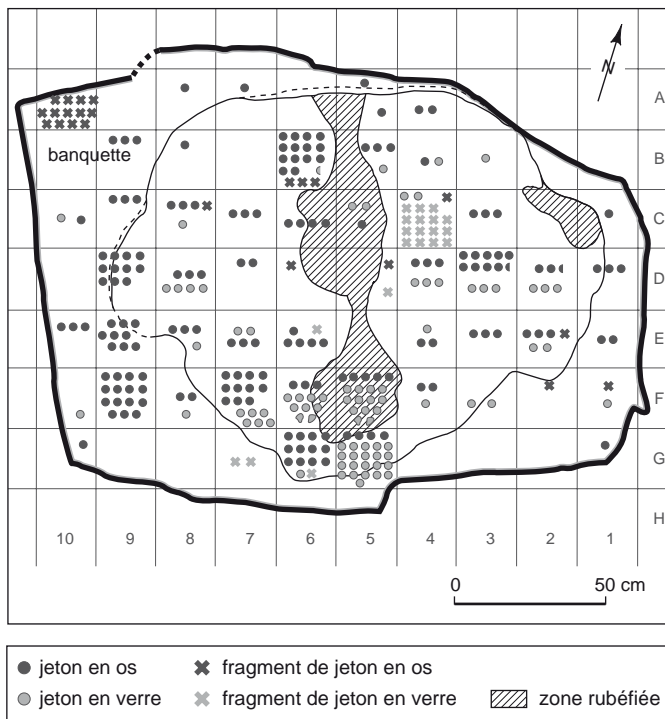 N
A
banquette
B
C
D
E
F
G
H
10 9 8 7 6 5 4 3 2 1
0 50 cm
jeton en os fragment de jeton en os
jeton en verre fragment de jeton en verre zone rubéfiée